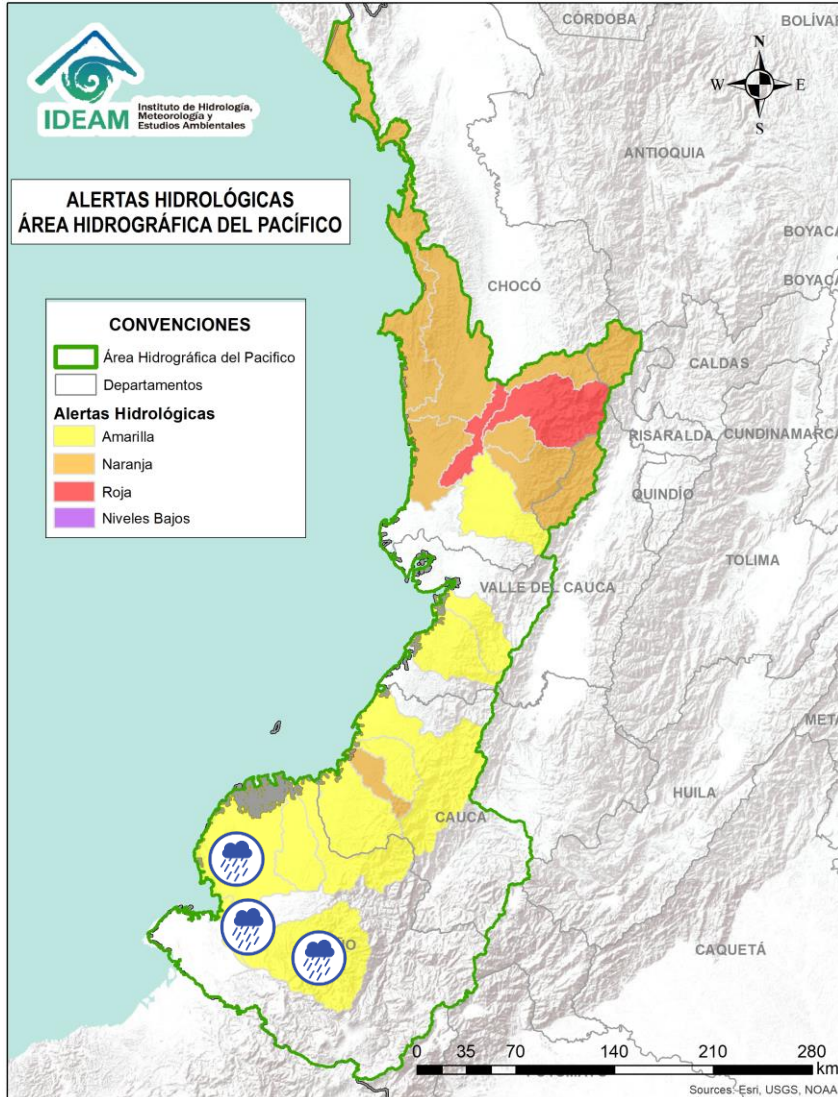 IDEAM
Instituto de Hidrología,
Meteorología y
Estudios Ambientales
ALERTAS HIDROLÓGICAS
ÁREA HIDROGRÁFICA DEL PACÍFICO
CONVENCIONES
Área Hidrográfica del Pacifico
Departamentos
Alertas Hidrológicas
Amarilla
Naranja
Roja
Niveles Bajos
CÓRDOBA
BOLÍVAR
N
W
E
S
ANTIOQUIA
BOYACÁ
BOYACÁ
CHOCÓ
CALDAS
RISARALDA
CUNDINAMARCA
QUINDÍO
TOLIMA
VALLE DEL CAUCA
META
HUILA
CAUCA
CAQUETÁ
0 35 70 140 210 280
km
Sources: Esri, USGS, NOAA